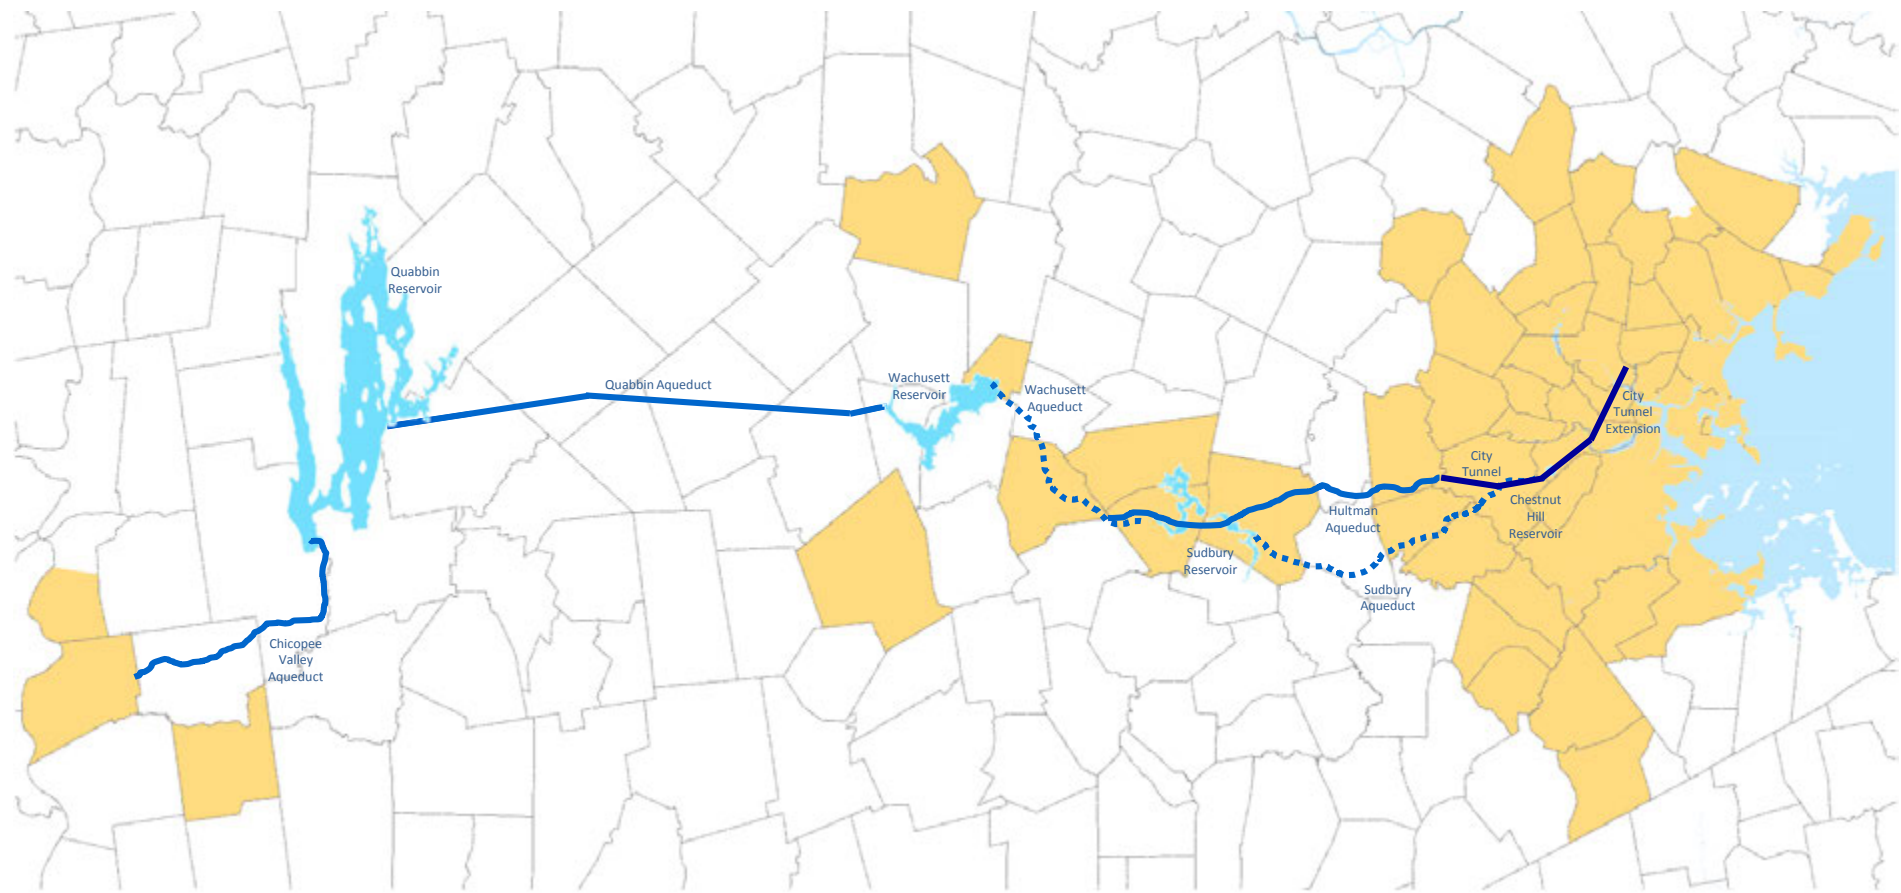 Quabbin
Reservoir
Quabbin Aqueduct
Wachusett
Reservoir
Wachusett
Aqueduct
City
Tunnel
Extension
City
Tunnel
Chestnut
Hill
Reservoir
Hultman
Aqueduct
Sudbury
Reservoir
Sudbury
Aqueduct
Chicopee
Valley
Aqueduct